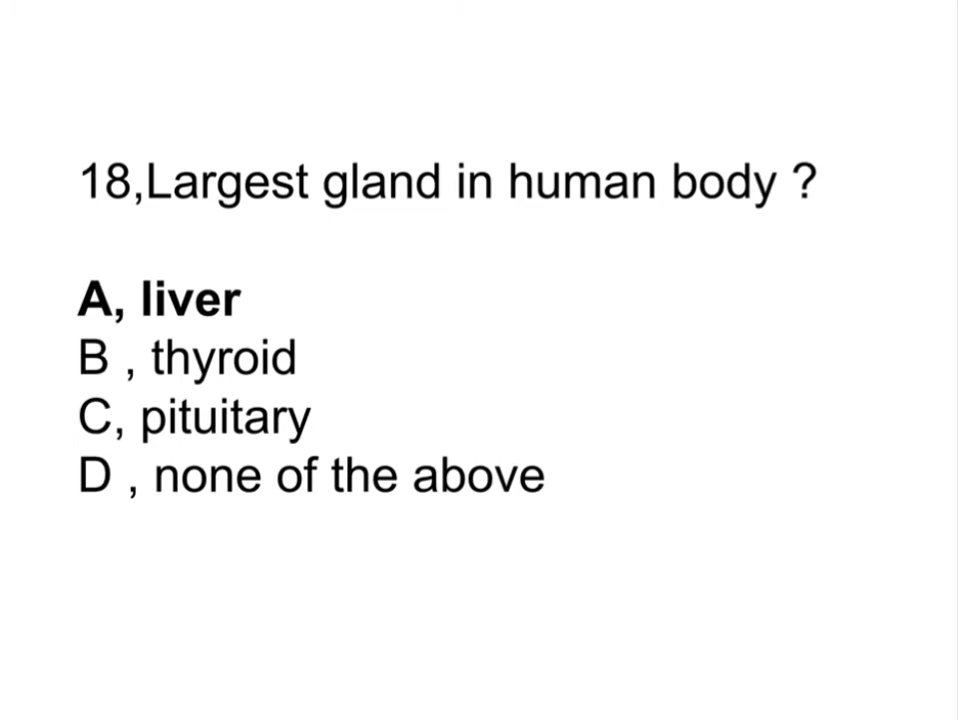 18,Largest gland in human body ?
A, liver
B , thyroid
C, pituitary
D , none of the above